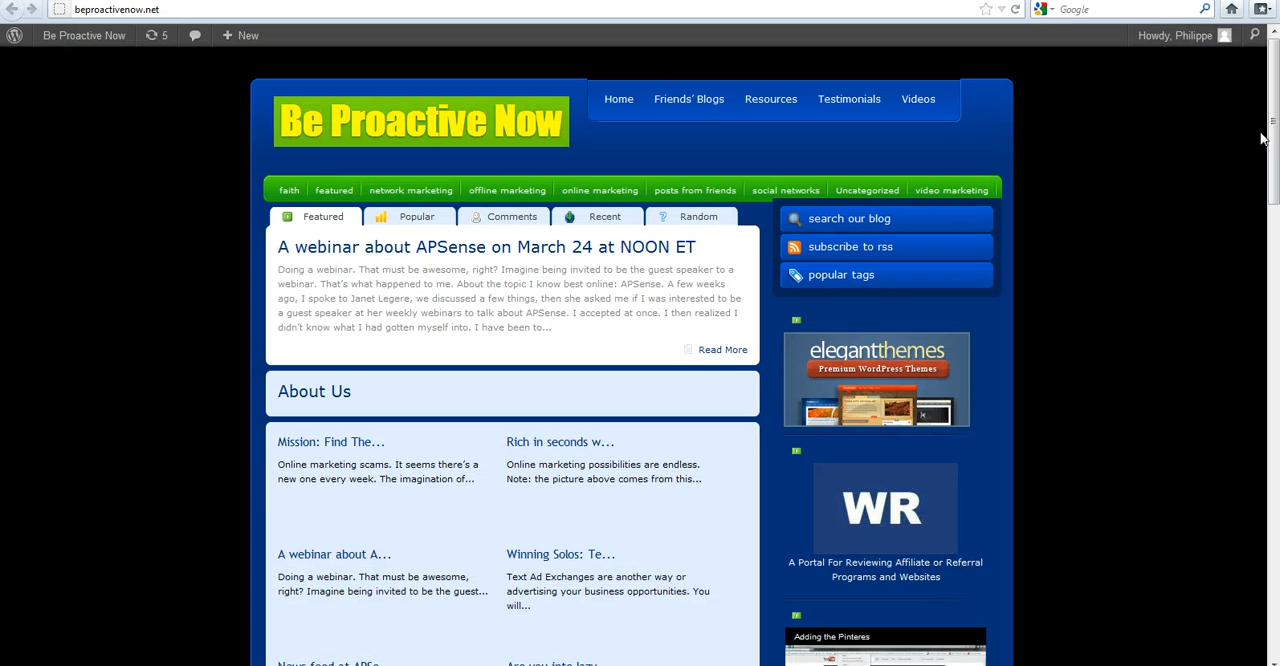 beproactivenow.net
Google
Be Proactive Now
5
New
Howdy, Philippe
Be Proactive Now
Home
Friends' Blogs
Resources
Testimonials
Videos
faith
featured
network marketing
offline marketing
online marketing
posts from friends
social networks
Uncategorized
video marketing
Featured
Popular
Comments
Recent
Random
A webinar about APSense on March 24 at NOON ET
Doing a webinar. That must be awesome, right? Imagine being invited to be the guest speaker to a
webinar. That's what happened to me. About the topic I know best online: APSense. A few weeks
ago, I spoke to Janet Legere, we discussed a few things, then she asked me if I was interested to be
a guest speaker at her weekly webinars to talk about APSense. I accepted at once. I then realized I
didn't know what I had gotten myself into. I have been to...
Read More
About Us
Mission: Find The...
Online marketing scams. It seems there's a
new one every week. The imagination of...
Rich in seconds w...
Online marketing possibilities are endless.
Note: the picture above comes from this...
A webinar about A...
Doing a webinar. That must be awesome,
right? Imagine being invited to be the guest...
Winning Solos: Te...
Text Ad Exchanges are another way or
advertising your business opportunities. You
will...
News feed at APSe...
Are you into lazy...
search our blog
subscribe to rss
popular tags
elegantthemes
Premium WordPress Themes
WR
A Portal For Reviewing Affiliate or Referral
Programs and Websites
Adding the Pinteres